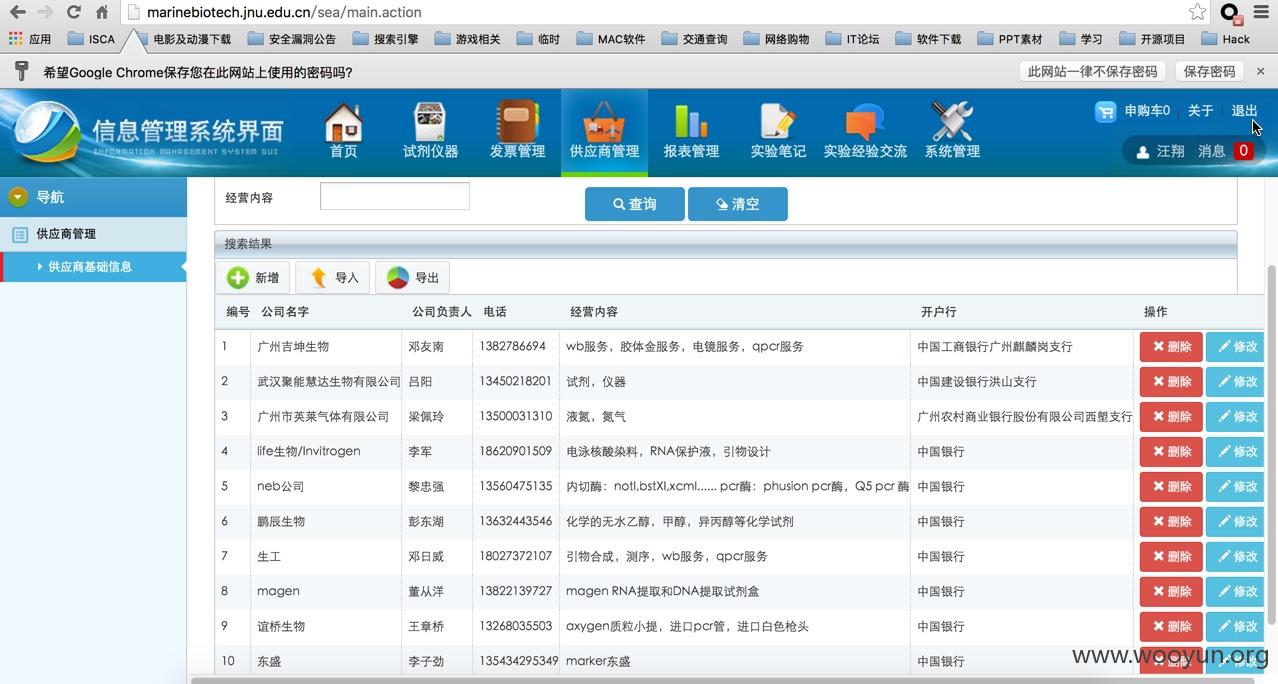 marinebiotech.jnu.edu.cn/sea/main.action
应用 ISCA 电影及动漫下载 安全漏洞公告 搜索引擎 游戏相关 临时 MAC软件 交通查询 网络购物 IT论坛 软件下载 PPT素材 学习 开源项目 Hack
希望Google Chrome保存您在此网站上使用的密码吗? 此网站一律不保存密码 保存密码 ×
信息管理系统界面
INFORMATION MANAGEMENT SYSTEM GUI
首页 试剂仪器 发票管理 供应商管理 报表管理 实验笔记 实验经验交流 系统管理
申购车0 关于 退出
汪翔 消息 0
导航
供应商管理
供应商基础信息
经营内容 查询 清空
搜索结果
新增 导入 导出
编号 公司名字 公司负责人 电话 经营内容 开户行 操作
1 广州吉坤生物 邓友南 1382786694 wb服务，胶体金服务，电镜服务，qpcr服务 中国工商银行广州麒麟岗支行 删除 修改
2 武汉聚能慧达生物有限公司 吕阳 13450218201 试剂，仪器 中国建设银行洪山支行 删除 修改
3 广州市英莱气体有限公司 梁佩玲 13500031310 液氮，氮气 广州农村商业银行股份有限公司西塱支行 删除 修改
4 life生物/Invitrogen 李军 18620901509 电泳核酸染料，RNA保护液，引物设计 中国银行 删除 修改
5 neb公司 黎忠强 13560475135 内切酶：notI,bstXI,xcmI...... pcr酶：phusion pcr酶，Q5 pcr 酶 中国银行 删除 修改
6 鹏辰生物 彭东湖 13632443546 化学的无水乙醇，甲醇，异丙醇等化学试剂 中国银行 删除 修改
7 生工 邓日威 18027372107 引物合成，测序，wb服务，qpcr服务 中国银行 删除 修改
8 magen 董从洋 13822139727 magen RNA提取和DNA提取试剂盒 中国银行 删除 修改
9 谊桥生物 王章桥 13268035503 axygen质粒小提，进口pcr管，进口白色枪头 中国银行 删除 修改
10 东盛 李子劲 135434295349 marker东盛 中国银行 删除 修改
www.wooyun.org